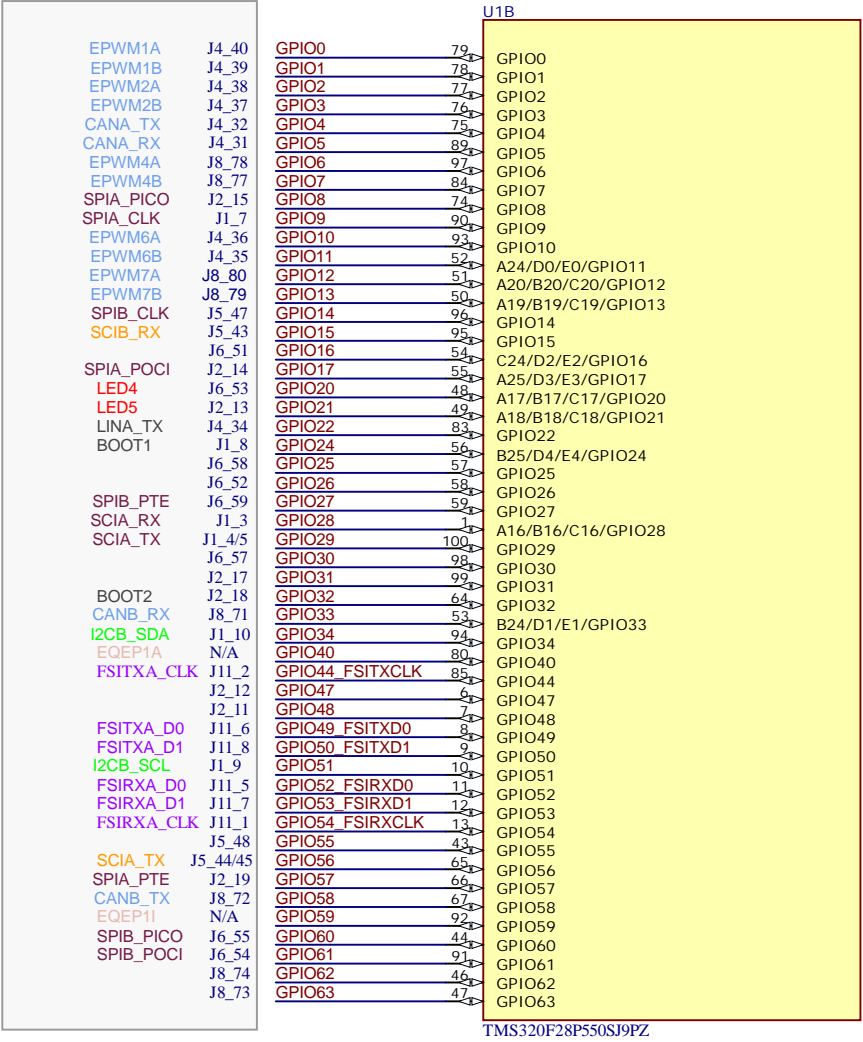 U1B
EPWM1A J4_40 GPIO0 79 GPIO0
EPWM1B J4_39 GPIO1 78 GPIO1
EPWM2A J4_38 GPIO2 77 GPIO2
EPWM2B J4_37 GPIO3 76 GPIO3
CANA_TX J4_32 GPIO4 75 GPIO4
CANA_RX J4_31 GPIO5 89 GPIO5
EPWM4A J8_78 GPIO6 97 GPIO6
EPWM4B J8_77 GPIO7 84 GPIO7
SPIA_PICO J2_15 GPIO8 74 GPIO8
SPIA_CLK J1_7 GPIO9 90 GPIO9
EPWM6A J4_36 GPIO10 93 GPIO10
EPWM6B J4_35 GPIO11 52 A24/D0/E0/GPIO11
EPWM7A J8_80 GPIO12 51 A20/B20/C20/GPIO12
EPWM7B J8_79 GPIO13 50 A19/B19/C19/GPIO13
SPIB_CLK J5_47 GPIO14 96 GPIO14
SCIB_RX J5_43 GPIO15 95 GPIO15
J6_51 GPIO16 54 C24/D2/E2/GPIO16
SPIA_POCI J2_14 GPIO17 55 A25/D3/E3/GPIO17
LED4 J6_53 GPIO20 48 A17/B17/C17/GPIO20
LED5 J2_13 GPIO21 49 A18/B18/C18/GPIO21
LINA_TX J4_34 GPIO22 83 GPIO22
BOOT1 J1_8 GPIO24 56 B25/D4/E4/GPIO24
J6_58 GPIO25 57 GPIO25
J6_52 GPIO26 58 GPIO26
SPIB_PTE J6_59 GPIO27 59 GPIO27
SCIA_RX J1_3 GPIO28 1 A16/B16/C16/GPIO28
SCIA_TX J1_4/5 GPIO29 100 GPIO29
J6_57 GPIO30 98 GPIO30
J2_17 GPIO31 99 GPIO31
BOOT2 J2_18 GPIO32 64 GPIO32
CANB_RX J8_71 GPIO33 53 B24/D1/E1/GPIO33
I2CB_SDA J1_10 GPIO34 94 GPIO34
EQEP1A N/A GPIO40 80 GPIO40
FSITXA_CLK J11_2 GPIO44_FSITXCLK 85 GPIO44
J2_12 GPIO47 6 GPIO47
J2_11 GPIO48 7 GPIO48
FSITXA_D0 J11_6 GPIO49_FSITXD0 8 GPIO49
FSITXA_D1 J11_8 GPIO50_FSITXD1 9 GPIO50
I2CB_SCL J1_9 GPIO51 10 GPIO51
FSIRXA_D0 J11_5 GPIO52_FSIRXD0 11 GPIO52
FSIRXA_D1 J11_7 GPIO53_FSIRXD1 12 GPIO53
FSIRXA_CLK J11_1 GPIO54_FSIRXCLK 13 GPIO54
J5_48 GPIO55 43 GPIO55
SCIA_TX J5_44/45 GPIO56 65 GPIO56
SPIA_PTE J2_19 GPIO57 66 GPIO57
CANB_TX J8_72 GPIO58 67 GPIO58
EQEP1I N/A GPIO59 92 GPIO59
SPIB_PICO J6_55 GPIO60 44 GPIO60
SPIB_POCI J6_54 GPIO61 91 GPIO61
J8_74 GPIO62 46 GPIO62
J8_73 GPIO63 47 GPIO63
TMS320F28P550SJ9PZ